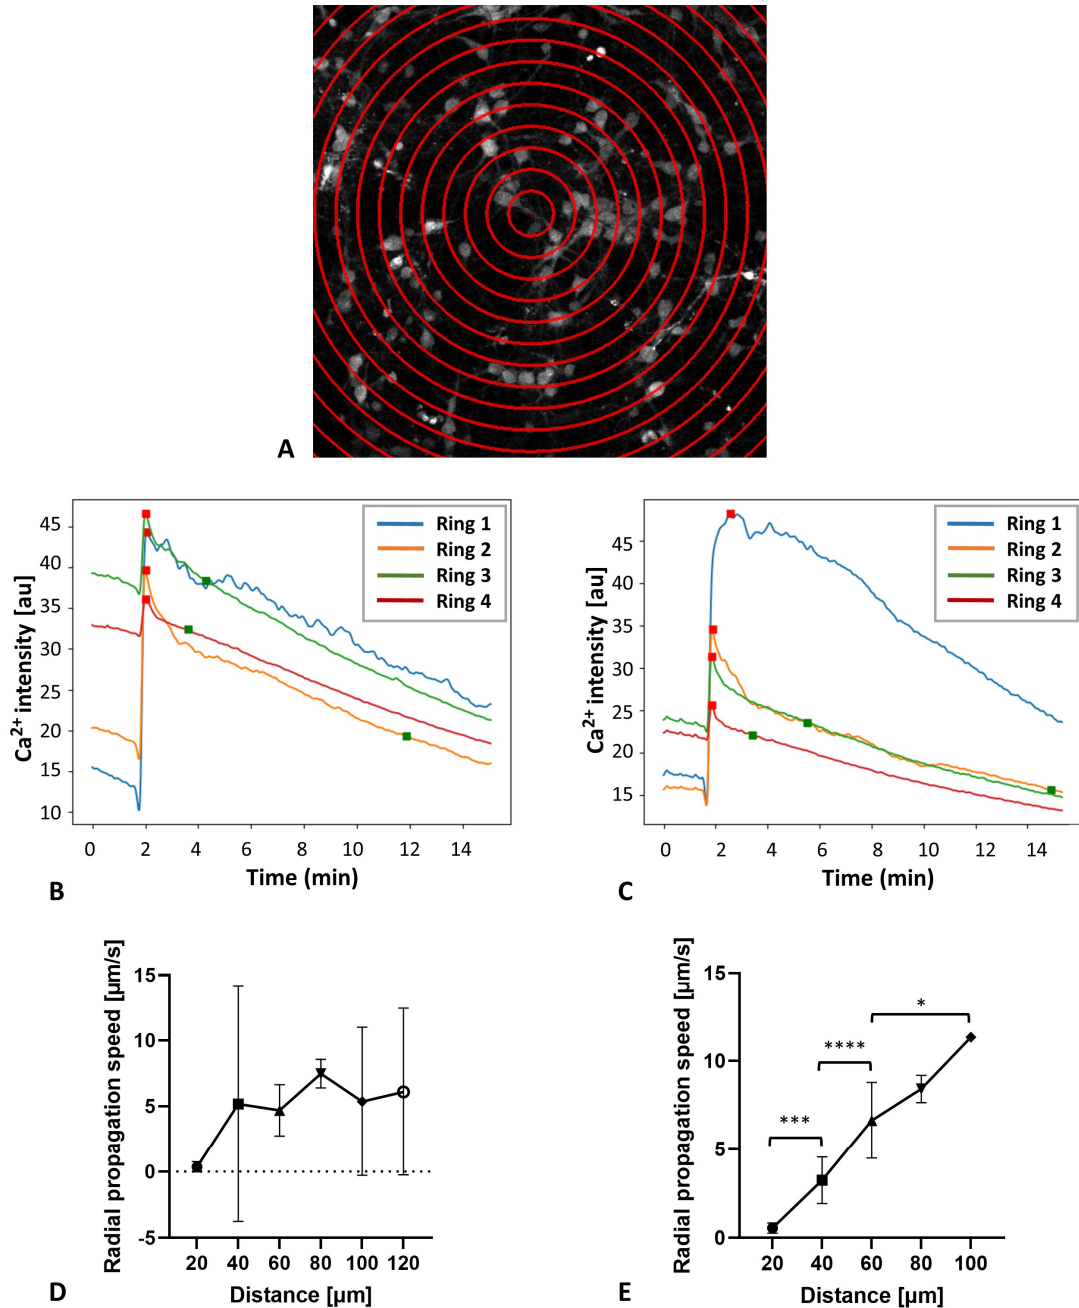 A
Ca2+ intensity [au]
45
40
35
30
25
20
15
10
Ring 1
Ring 2
Ring 3
Ring 4
0 2 4 6 8 10 12 14
Time (min)
B
Ca2+ intensity [au]
45
40
35
30
25
20
15
Ring 1
Ring 2
Ring 3
Ring 4
0 2 4 6 8 10 12 14
Time (min)
C
Radial propagation speed [µm/s]
15
10
5
0
-5
20 40 60 80 100 120
Distance [µm]
D
Radial propagation speed [µm/s]
15
10
5
0
***
****
*
20 40 60 80 100
Distance [µm]
E